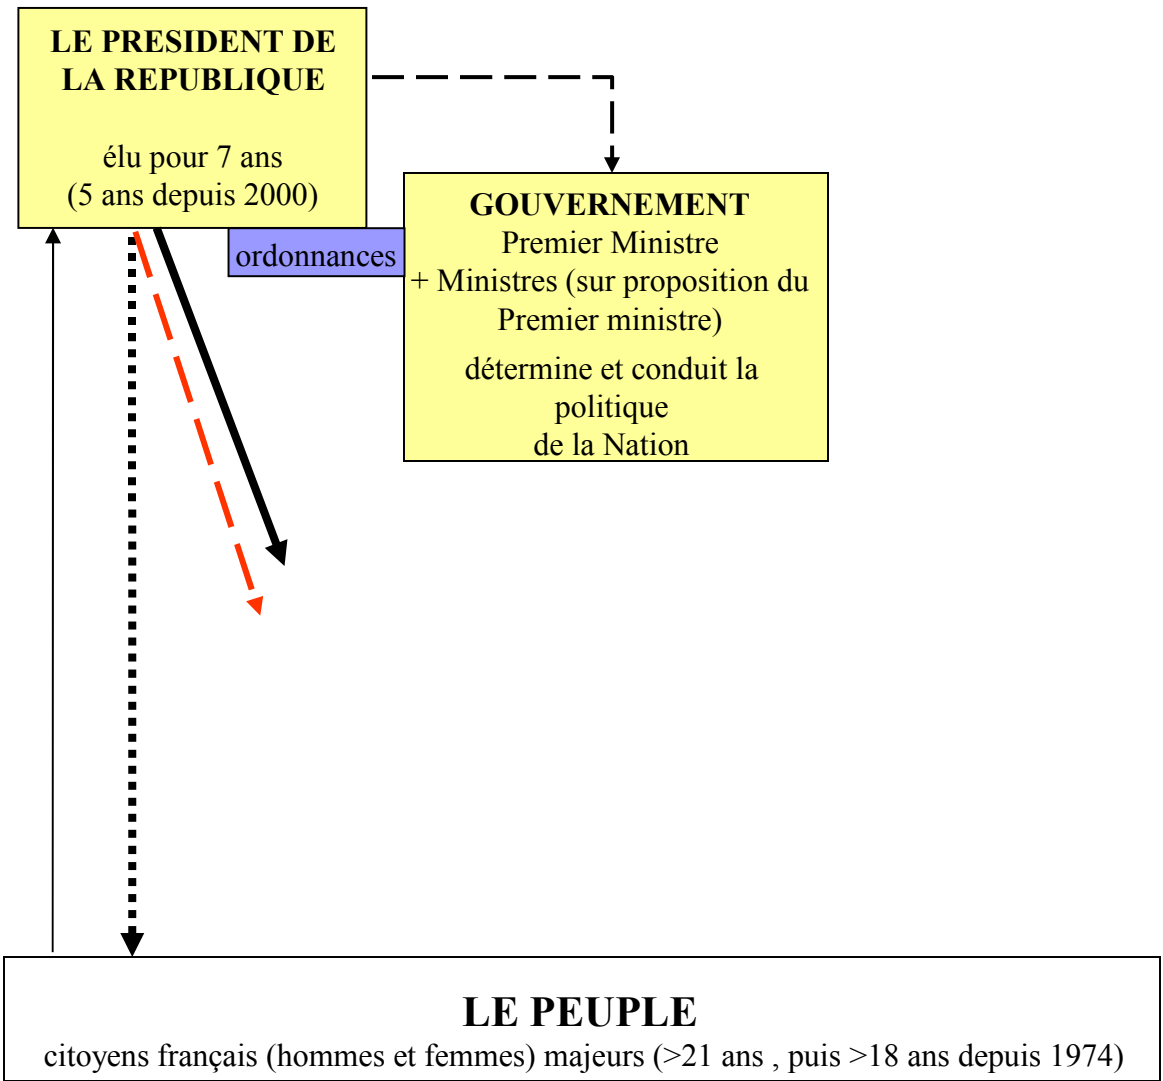 LE PRESIDENT DE
LA REPUBLIQUE
élu pour 7 ans
(5 ans depuis 2000)
ordonnances
GOUVERNEMENT
Premier Ministre
+ Ministres (sur proposition du
Premier ministre)
détermine et conduit la
politique
de la Nation
LE PEUPLE
citoyens français (hommes et femmes) majeurs (>21 ans , puis >18 ans depuis 1974)